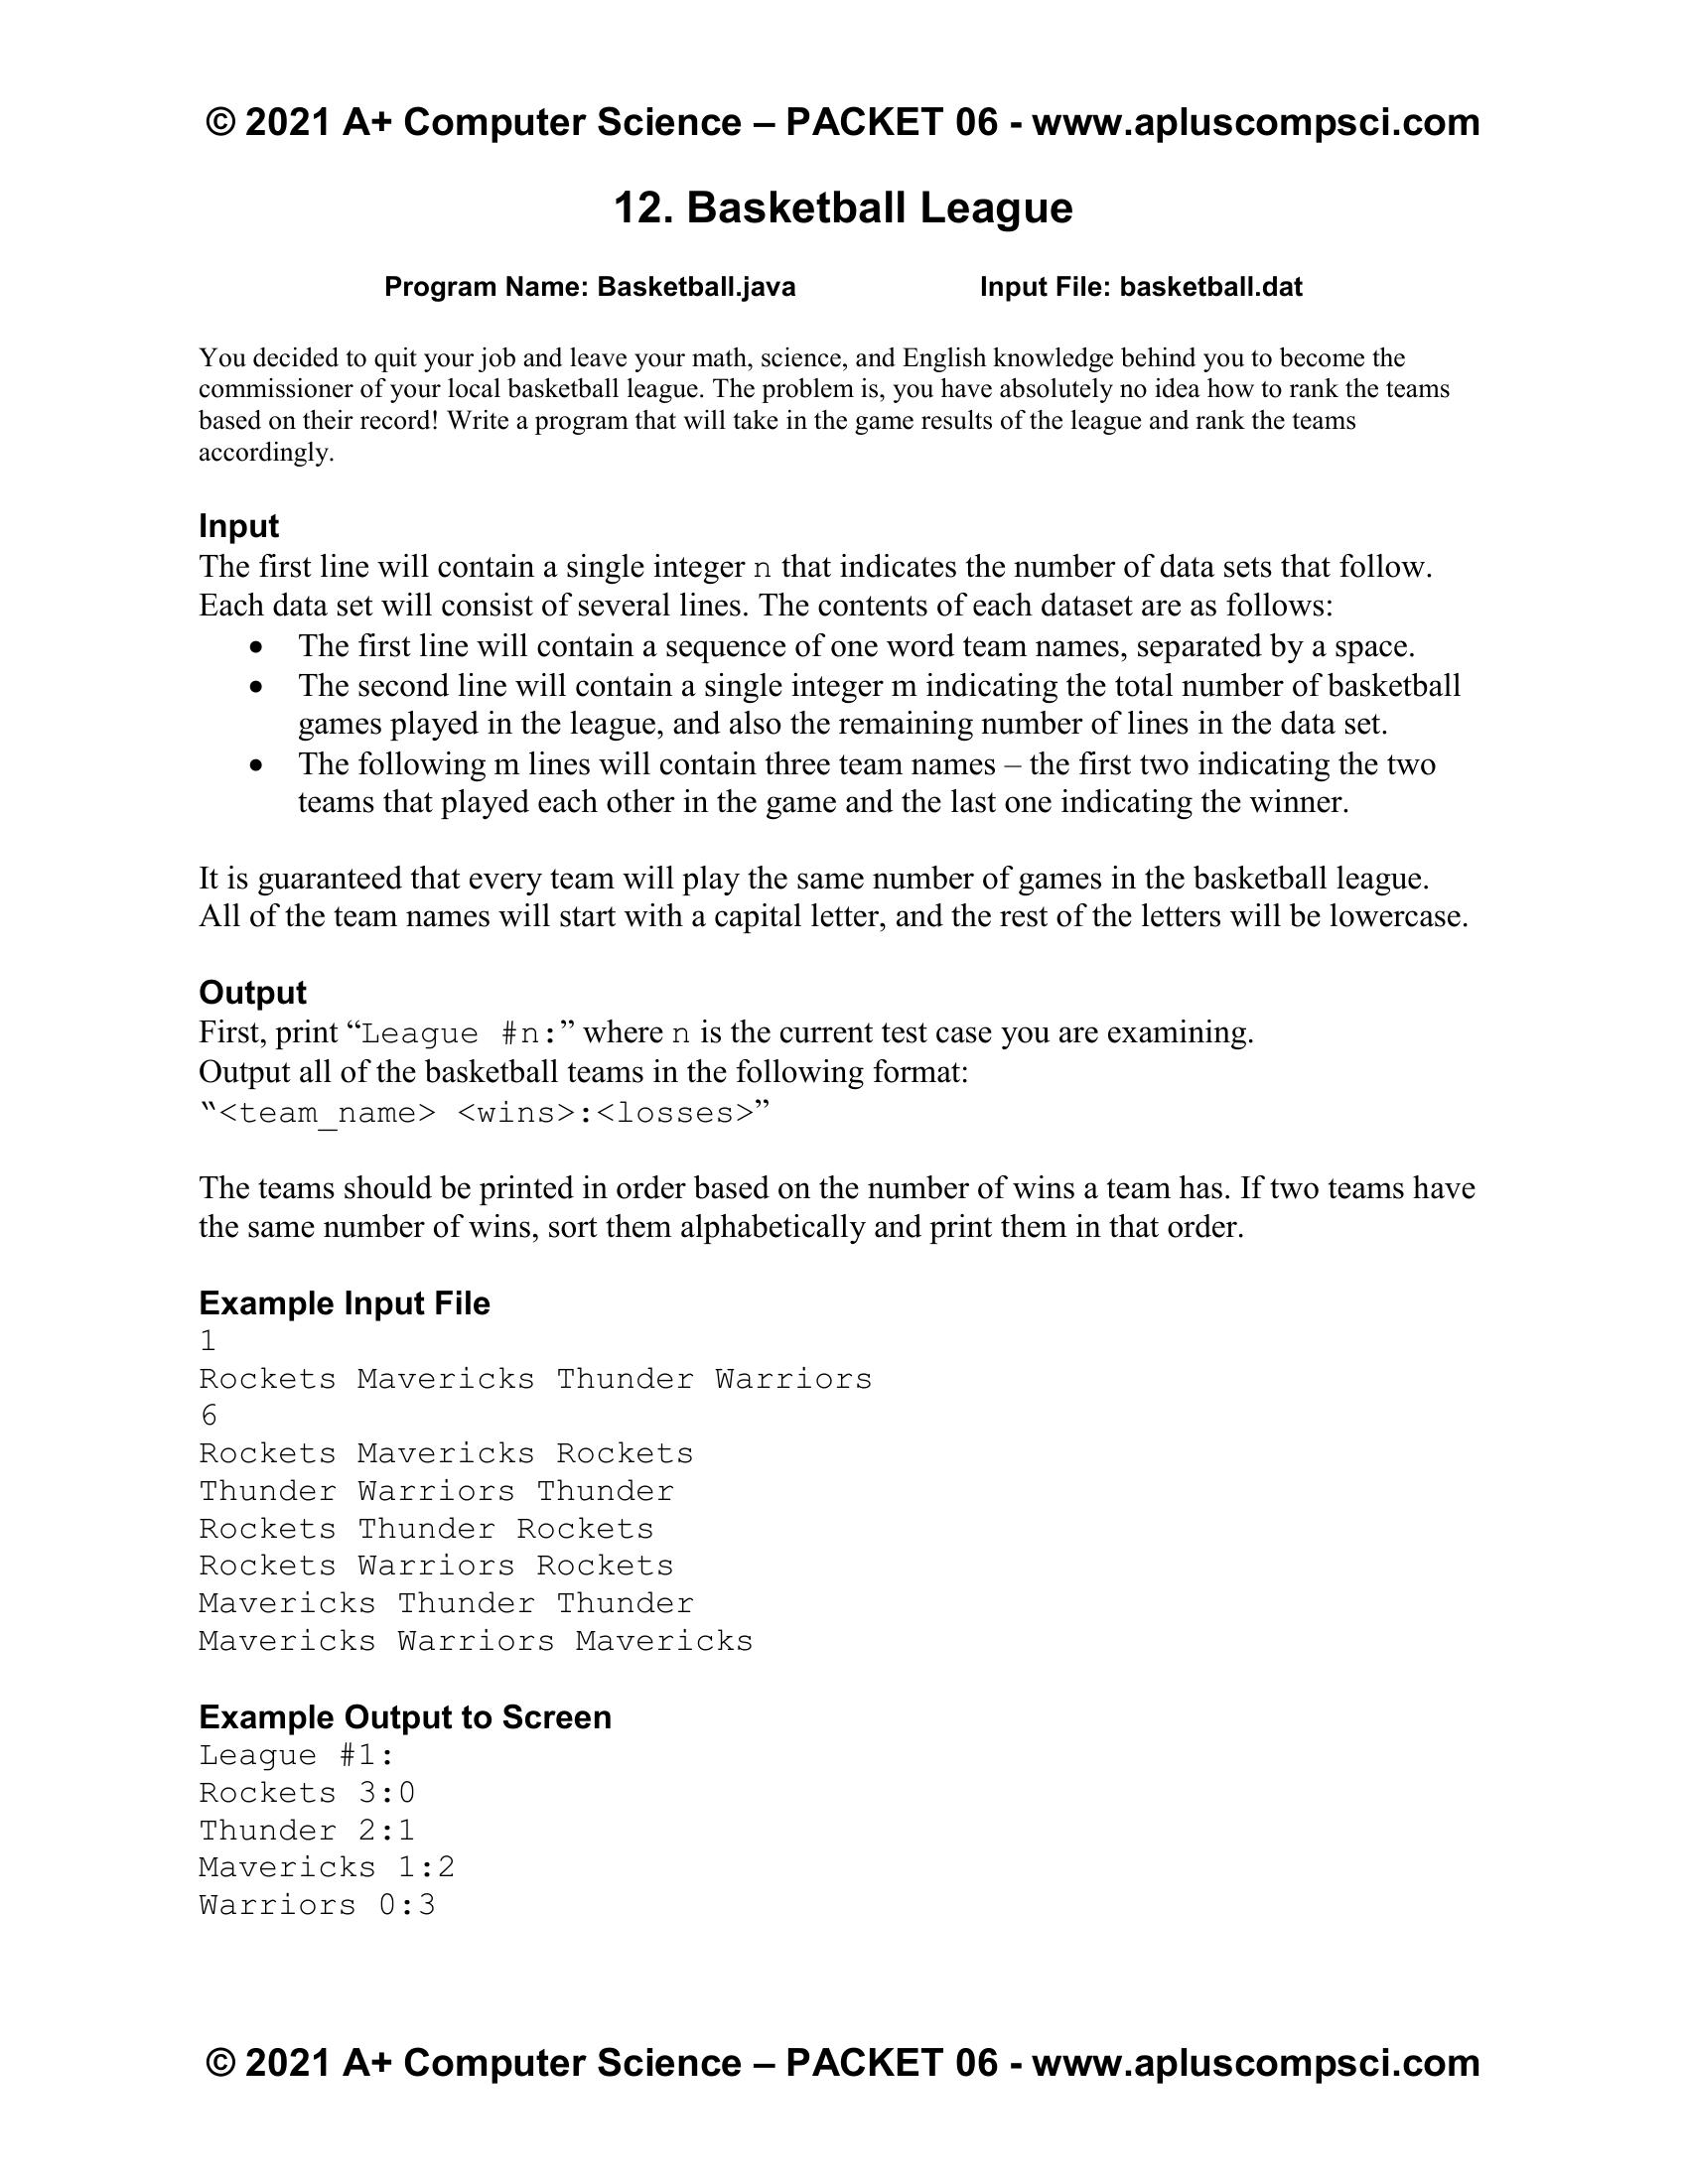 © 2021 A+ Computer Science – PACKET 06 - www.apluscompsci.com
12. Basketball League
Program Name: Basketball.java Input File: basketball.dat
You decided to quit your job and leave your math, science, and English knowledge behind you to become the
commissioner of your local basketball league. The problem is, you have absolutely no idea how to rank the teams
based on their record! Write a program that will take in the game results of the league and rank the teams
accordingly.
Input
The first line will contain a single integer n that indicates the number of data sets that follow.
Each data set will consist of several lines. The contents of each dataset are as follows:
• The first line will contain a sequence of one word team names, separated by a space.
• The second line will contain a single integer m indicating the total number of basketball
games played in the league, and also the remaining number of lines in the data set.
• The following m lines will contain three team names – the first two indicating the two
teams that played each other in the game and the last one indicating the winner.
It is guaranteed that every team will play the same number of games in the basketball league.
All of the team names will start with a capital letter, and the rest of the letters will be lowercase.
Output
First, print “League #n:” where n is the current test case you are examining.
Output all of the basketball teams in the following format:
“<team_name> <wins>:<losses>”
The teams should be printed in order based on the number of wins a team has. If two teams have
the same number of wins, sort them alphabetically and print them in that order.
Example Input File
1
Rockets Mavericks Thunder Warriors
6
Rockets Mavericks Rockets
Thunder Warriors Thunder
Rockets Thunder Rockets
Rockets Warriors Rockets
Mavericks Thunder Thunder
Mavericks Warriors Mavericks
Example Output to Screen
League #1:
Rockets 3:0
Thunder 2:1
Mavericks 1:2
Warriors 0:3
© 2021 A+ Computer Science – PACKET 06 - www.apluscompsci.com